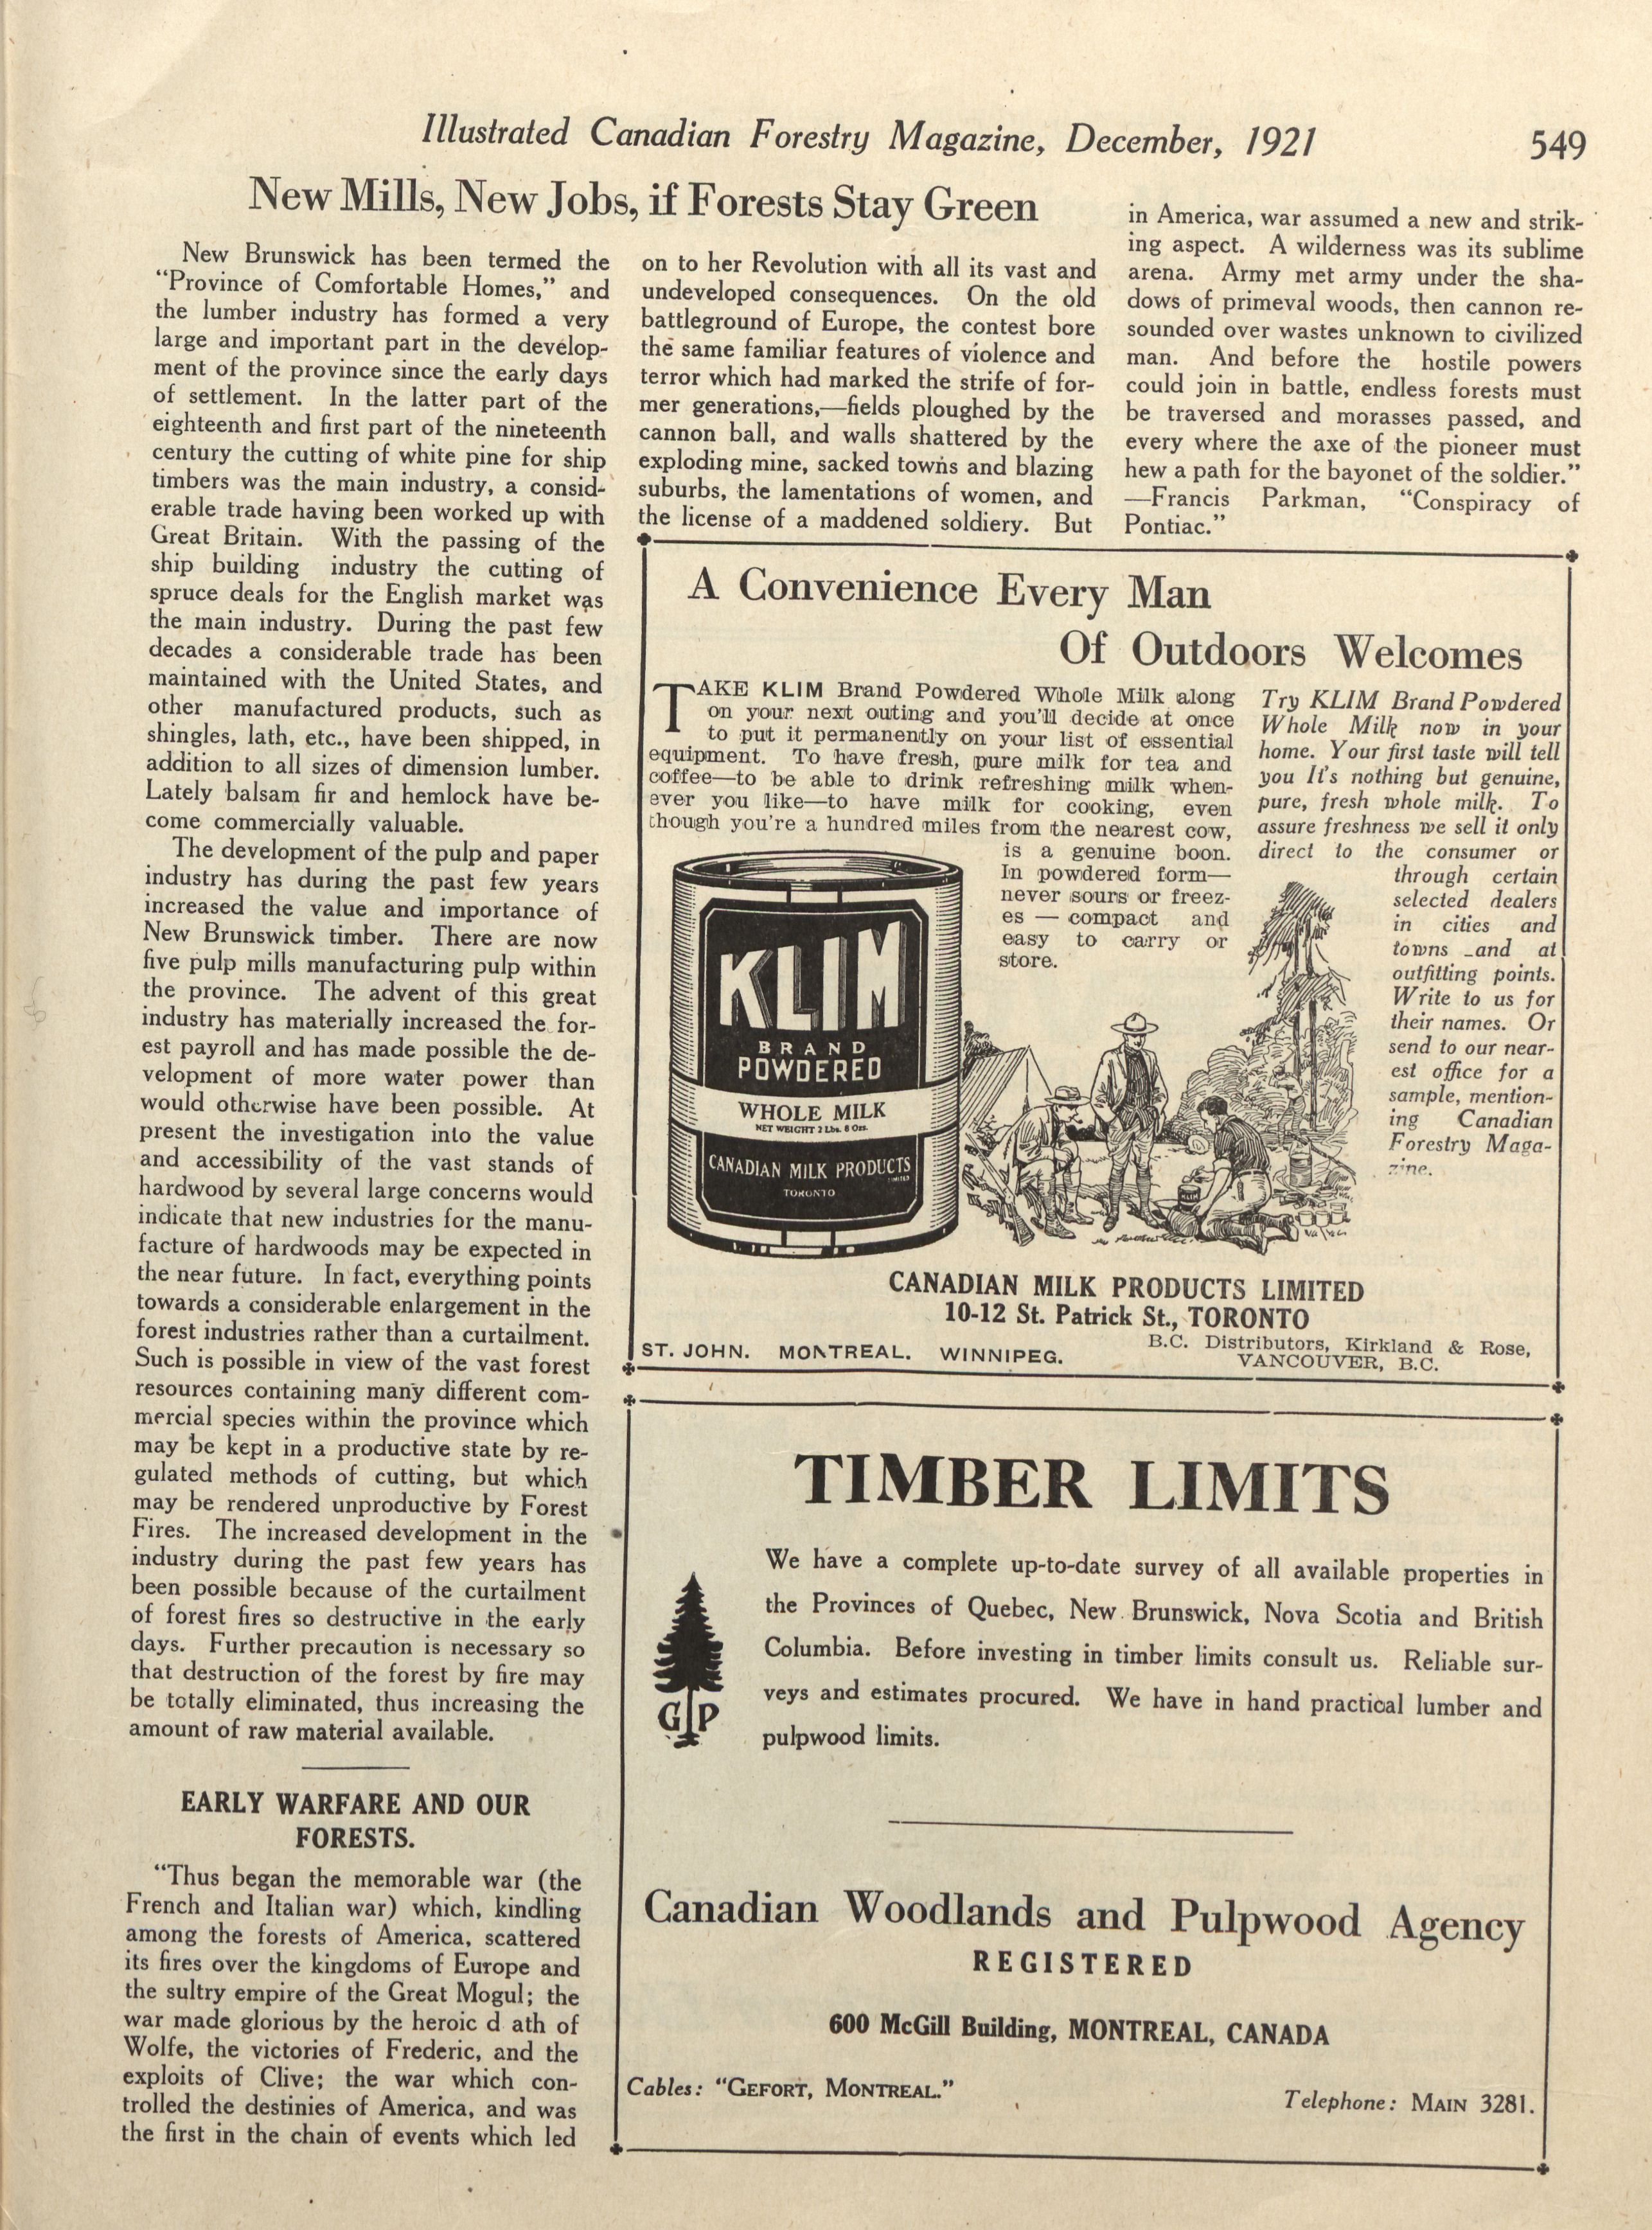 Illustrated Canadian Forestry Magazine, December, 1921
549
New Mills, New Jobs, if Forests Stay Green
New Brunswick has been termed the
“Province of Comfortable Homes,” and
the lumber industry has formed a very
large and important part in the develop-
ment of the province since the early days
of settlement. In the latter part of the
eighteenth and first part of the nineteenth
century the cutting of white pine for ship
timbers was the main industry, a consid-
erable trade having been worked up with
Great Britain. With the passing of the
ship building industry the cutting of
spruce deals for the English market was
the main industry. During the past few
decades a considerable trade has been
maintained with the United States, and
other manufactured products, such as
shingles, lath, etc., have been shipped, in
addition to all sizes of dimension lumber.
Lately balsam fir and hemlock have be-
come commercially valuable.
The development of the pulp and paper
industry has during the past few years
increased the value and importance of
New Brunswick timber. There are now
five pulp mills manufacturing pulp within
the province. The advent of this great
industry has materially increased the for-
est payroll and has made possible the de-
velopment of more water power than
would otherwise have been possible. At
present the investigation into the value
and accessibility of the vast stands of
hardwood by several large concerns would
indicate that new industries for the manu-
facture of hardwoods may be expected in
the near future. In fact, everything points
towards a considerable enlargement in the
forest industries rather than a curtailment.
Such is possible in view of the vast forest
resources containing many different com-
mercial species within the province which
may be kept in a productive state by re-
gulated methods of cutting, but which
may be rendered unproductive by Forest
Fires. The increased development in the
industry during the past few years has
been possible because of the curtailment
of forest fires so destructive in the early
days. Further precaution is necessary so
that destruction of the forest by fire may
be totally eliminated, thus increasing the
amount of raw material available.
EARLY WARFARE AND OUR
FORESTS.
“Thus began the memorable war (the
French and Italian war) which, kindling
among the forests of America, scattered
its fires over the kingdoms of Europe and
the sultry empire of the Great Mogul; the
war made glorious by the heroic d ath of
Wolfe, the victories of Frederic, and the
exploits of Clive; the war which con-
trolled the destinies of America, and was
the first in the chain of events which led
on to her Revolution with all its vast and
undeveloped consequences. On the old
battleground of Europe, the contest bore
the same familiar features of violence and
terror which had marked the strife of for-
mer generations,—fields ploughed by the
cannon ball, and walls shattered by the
exploding mine, sacked towns and blazing
suburbs, the lamentations of women, and
the license of a maddened soldiery. But
in America, war assumed a new and strik-
ing aspect. A wilderness was its sublime
arena. Army met army under the sha-
dows of primeval woods, then cannon re-
sounded over wastes unknown to civilized
man. And before the hostile powers
could join in battle, endless forests must
be traversed and morasses passed, and
every where the axe of the pioneer must
hew a path for the bayonet of the soldier.”
—Francis Parkman, “Conspiracy of
Pontiac.”
A Convenience Every Man
Of Outdoors Welcomes
TAKE KLIM Brand Powdered Whole Milk along
on your next outing and you'll decide at once
to put it permanently on your list of essential
equipment. To have fresh, pure milk for tea and
coffee—to be able to drink refreshing milk when-
ever you like—to have milk for cooking, even
though you're a hundred miles from the nearest cow,
is a genuine boon.
In powdered form—
never sours or freez-
es — compact and
easy to carry or
store.
Try KLIM Brand Powdered
Whole Milk now in your
home. Your first taste will tell
you It's nothing but genuine,
pure, fresh whole milk. To
assure freshness we sell it only
direct to the consumer or
through certain
selected dealers
in cities and
towns and at
outfitting points.
Write to us for
their names. Or
send to our near-
est office for a
sample, mention-
ing Canadian
Forestry Maga-
zine.
KLIM
BRAND
POWDERED
WHOLE MILK
NET WEIGHT 2 Lbs. 8 Ozs.
CANADIAN MILK PRODUCTS
LIMITED
TORONTO
CANADIAN MILK PRODUCTS LIMITED
10-12 St. Patrick St., TORONTO
ST. JOHN. MONTREAL. WINNIPEG.
B.C. Distributors, Kirkland & Rose,
VANCOUVER, B.C.
TIMBER LIMITS
We have a complete up-to-date survey of all available properties in
the Provinces of Quebec, New Brunswick, Nova Scotia and British
Columbia. Before investing in timber limits consult us. Reliable sur-
veys and estimates procured. We have in hand practical lumber and
pulpwood limits.
G P
Canadian Woodlands and Pulpwood Agency
REGISTERED
600 McGill Building, MONTREAL, CANADA
Cables: “GEFORT, MONTREAL.”
Telephone: MAIN 3281.